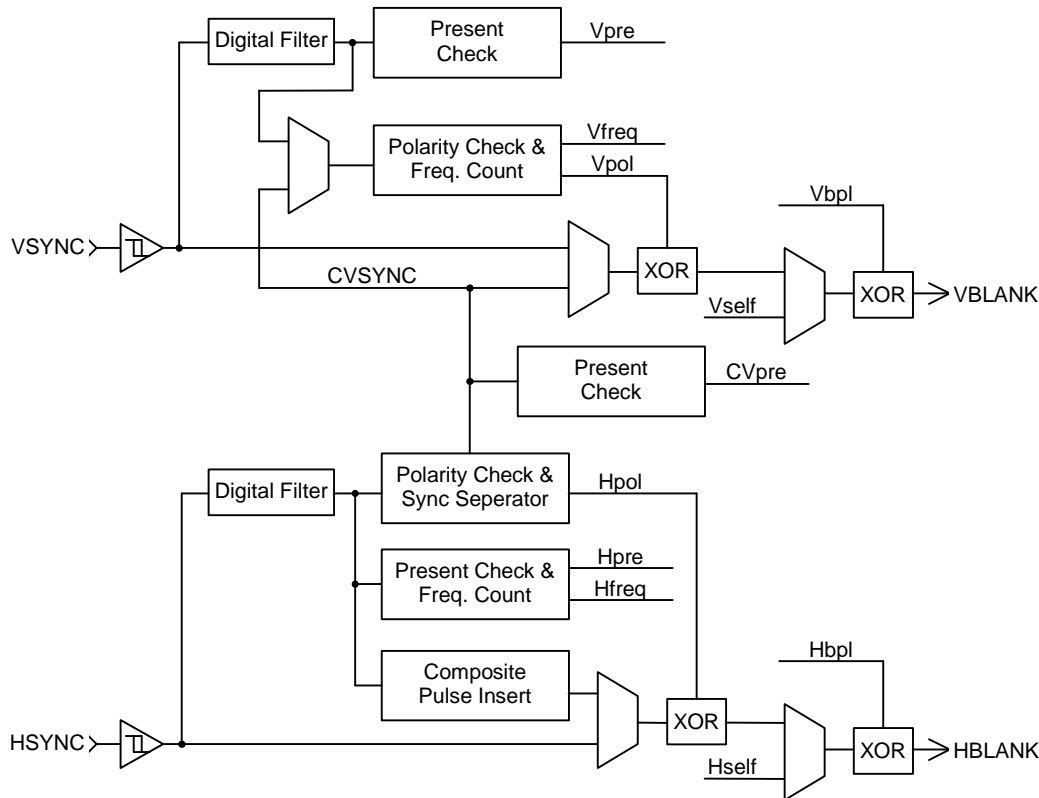 Digital Filter
Present
Check
Vpre
Polarity Check &
Freq. Count
Vfreq
Vpol
Vbpl
VSYNC
CVSYNC
XOR
Vself
XOR
VBLANK
Present
Check
CVpre
Digital Filter
Polarity Check &
Sync Seperator
Hpol
Present Check &
Freq. Count
Hpre
Hfreq
Composite
Pulse Insert
Hbpl
HSYNC
XOR
Hself
XOR
HBLANK